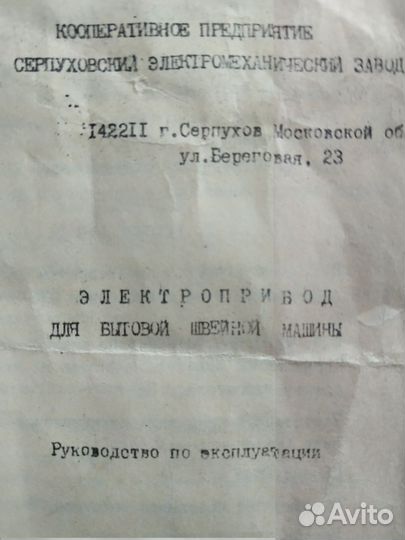 КООПЕРАТИВНОЕ ПРЕДПРИЯТИЕ
СЕРПУХОВСКИЙ ЭЛЕКТРОМЕХАНИЧЕСКИЙ ЗАВОД
I422II г.Серпухов Московской об
ул.Береговая, 23
ЭЛЕКТРОПРИВОД
ДЛЯ БЫТОВОЙ ШВЕЙНОЙ МАШИНЫ
Руководство по эксплуатации
Avito